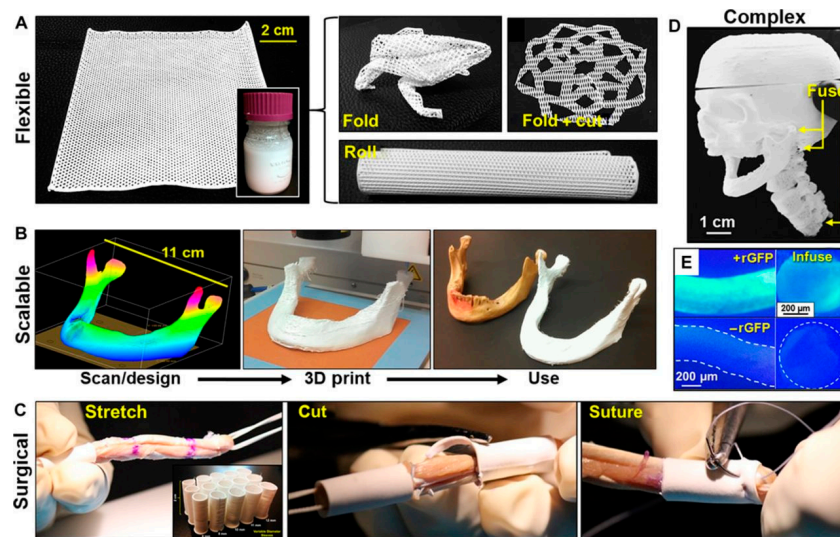 A
Flexible
2 cm
Fold
Fold + cut
Roll
Complex
D
Fuse
1 cm
B
Scalable
11 cm
Scan/design
3D print
Use
E
+rGFP
Infuse
200 µm
–rGFP
200 µm
C
Surgical
Stretch
Cut
Suture